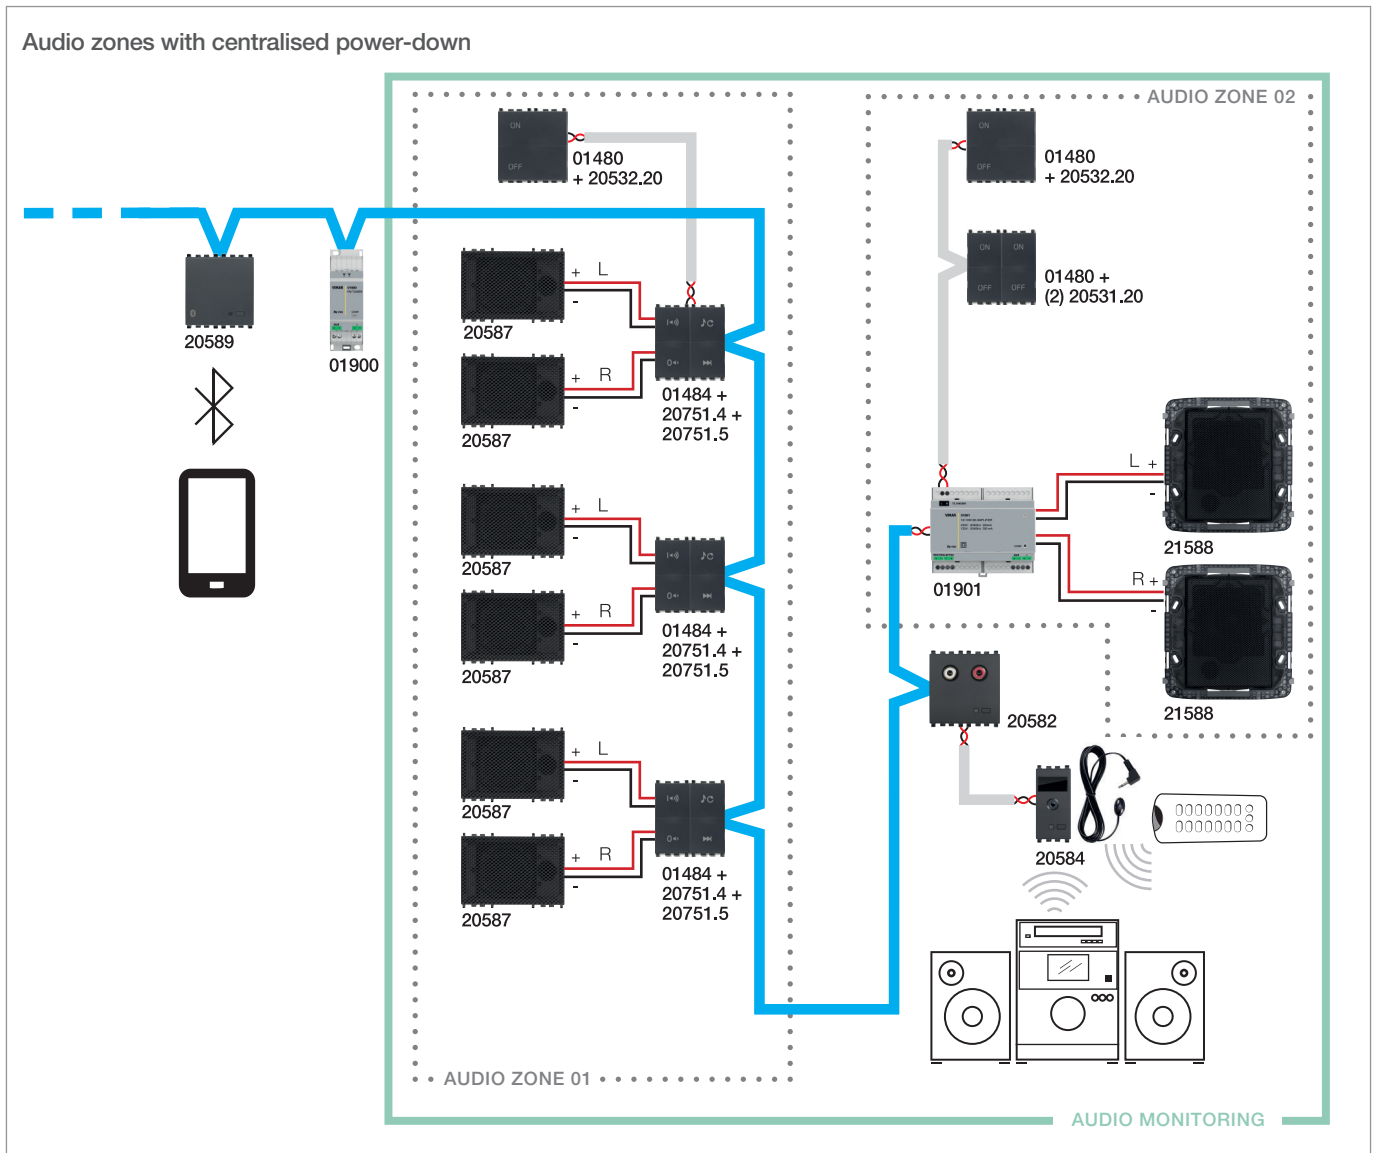 Audio zones with centralised power-down
AUDIO ZONE 02
ON
OFF
01480
+ 20532.20
ON
OFF
01480
+ 20532.20
ON ON
OFF OFF
01480 +
(2) 20531.20
20589
VIMAR
01900
+ L
-
20587
+ R
-
20587
01484 +
20751.4 +
20751.5
+ L
-
20587
+ R
-
20587
01484 +
20751.4 +
20751.5
+ L
-
20587
+ R
-
20587
01484 +
20751.4 +
20751.5
VIMAR
01901
L +
-
21588
R +
-
21588
20582
20584
AUDIO ZONE 01
AUDIO MONITORING